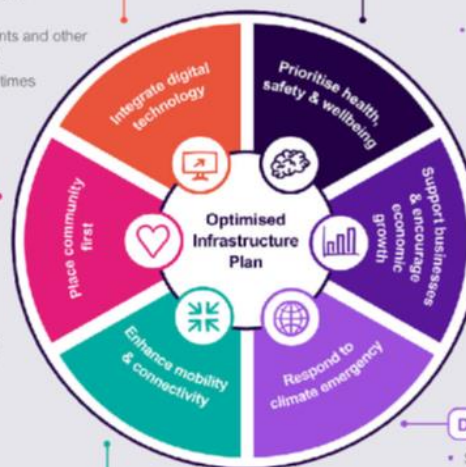 nts and other
times
Integrate digital
technology
Prioritise health,
safety & wellbeing
Place community
first
Optimised
Infrastructure
Plan
Support businesses
& encourage
economic
growth
Enhance mobility
& connectivity
Respond to
climate emergency
D